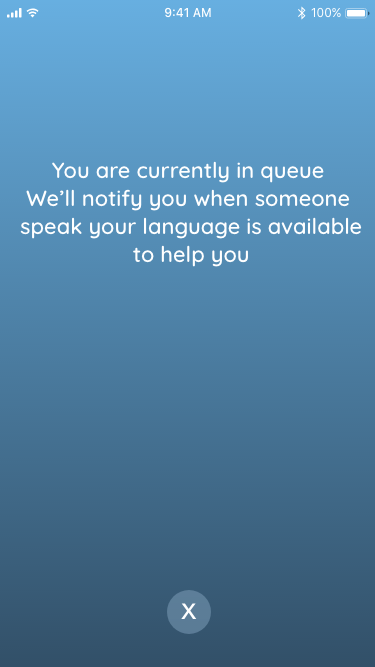 9:41 AM 100%
You are currently in queue
We’ll notify you when someone
speak your language is available
to help you
X